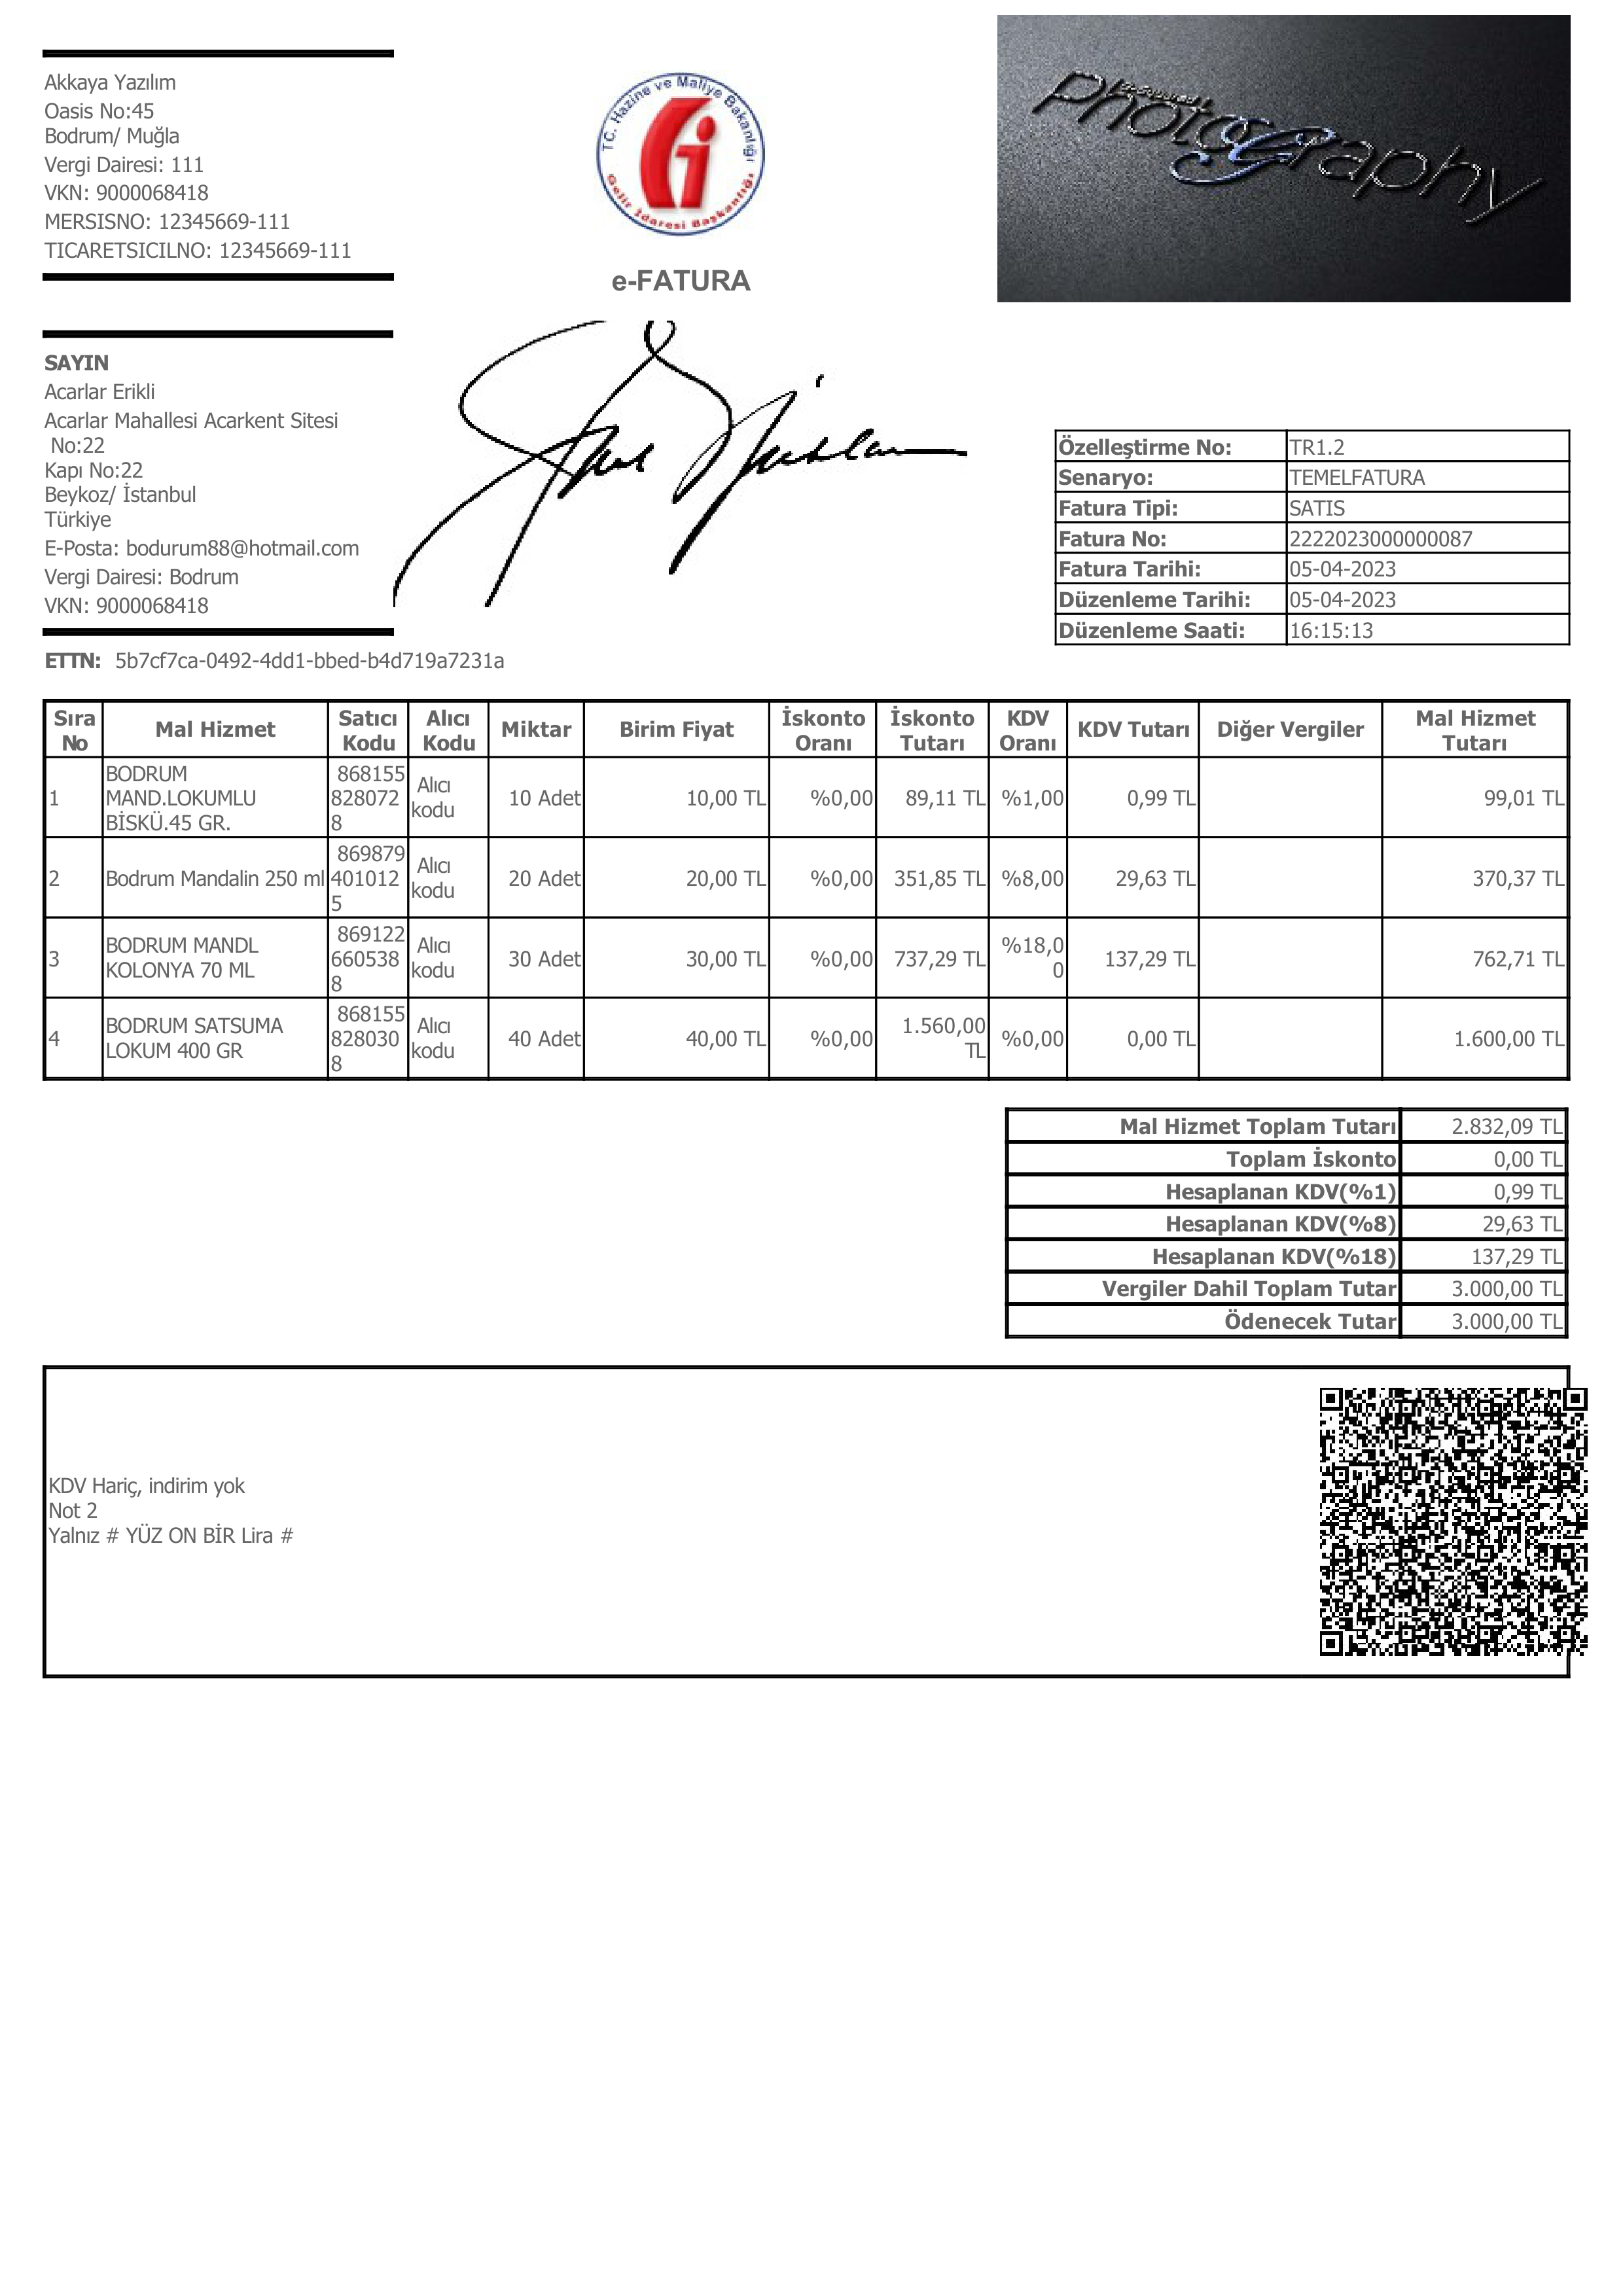 Akkaya Yazılım
Oasis No:45
Bodrum/ Muğla
Vergi Dairesi: 111
VKN: 9000068418
MERSISNO: 12345669-111
TICARETSICILNO: 12345669-111
TC. Hazine ve Maliye Bakanlığı
Gelir İdaresi Başkanlığı
e-FATURA
Photography
SAYIN
Acarlar Erikli
Acarlar Mahallesi Acarkent Sitesi
No:22
Kapı No:22
Beykoz/ İstanbul
Türkiye
E-Posta: bodurum88@hotmail.com
Vergi Dairesi: Bodrum
VKN: 9000068418
Özelleştirme No: TR1.2
Senaryo: TEMELFATURA
Fatura Tipi: SATIS
Fatura No: 2222023000000087
Fatura Tarihi: 05-04-2023
Düzenleme Tarihi: 05-04-2023
Düzenleme Saati: 16:15:13
ETTN: 5b7cf7ca-0492-4dd1-bbed-b4d719a7231a
Sıra No Mal Hizmet Satıcı Kodu Alıcı Kodu Miktar Birim Fiyat İskonto Oranı İskonto Tutarı KDV Oranı KDV Tutarı Diğer Vergiler Mal Hizmet Tutarı
1 BODRUM MAND.LOKUMLU BİSKÜ.45 GR. 8681558280728 Alıcı kodu 10 Adet 10,00 TL %0,00 89,11 TL %1,00 0,99 TL 99,01 TL
2 Bodrum Mandalin 250 ml 8698794010125 Alıcı kodu 20 Adet 20,00 TL %0,00 351,85 TL %8,00 29,63 TL 370,37 TL
3 BODRUM MANDL KOLONYA 70 ML 8691226605388 Alıcı kodu 30 Adet 30,00 TL %0,00 737,29 TL %18,00 137,29 TL 762,71 TL
4 BODRUM SATSUMA LOKUM 400 GR 8681558280308 Alıcı kodu 40 Adet 40,00 TL %0,00 1.560,00 TL %0,00 0,00 TL 1.600,00 TL
Mal Hizmet Toplam Tutarı 2.832,09 TL
Toplam İskonto 0,00 TL
Hesaplanan KDV(%1) 0,99 TL
Hesaplanan KDV(%8) 29,63 TL
Hesaplanan KDV(%18) 137,29 TL
Vergiler Dahil Toplam Tutar 3.000,00 TL
Ödenecek Tutar 3.000,00 TL
KDV Hariç, indirim yok
Not 2
Yalnız # YÜZ ON BİR Lira #